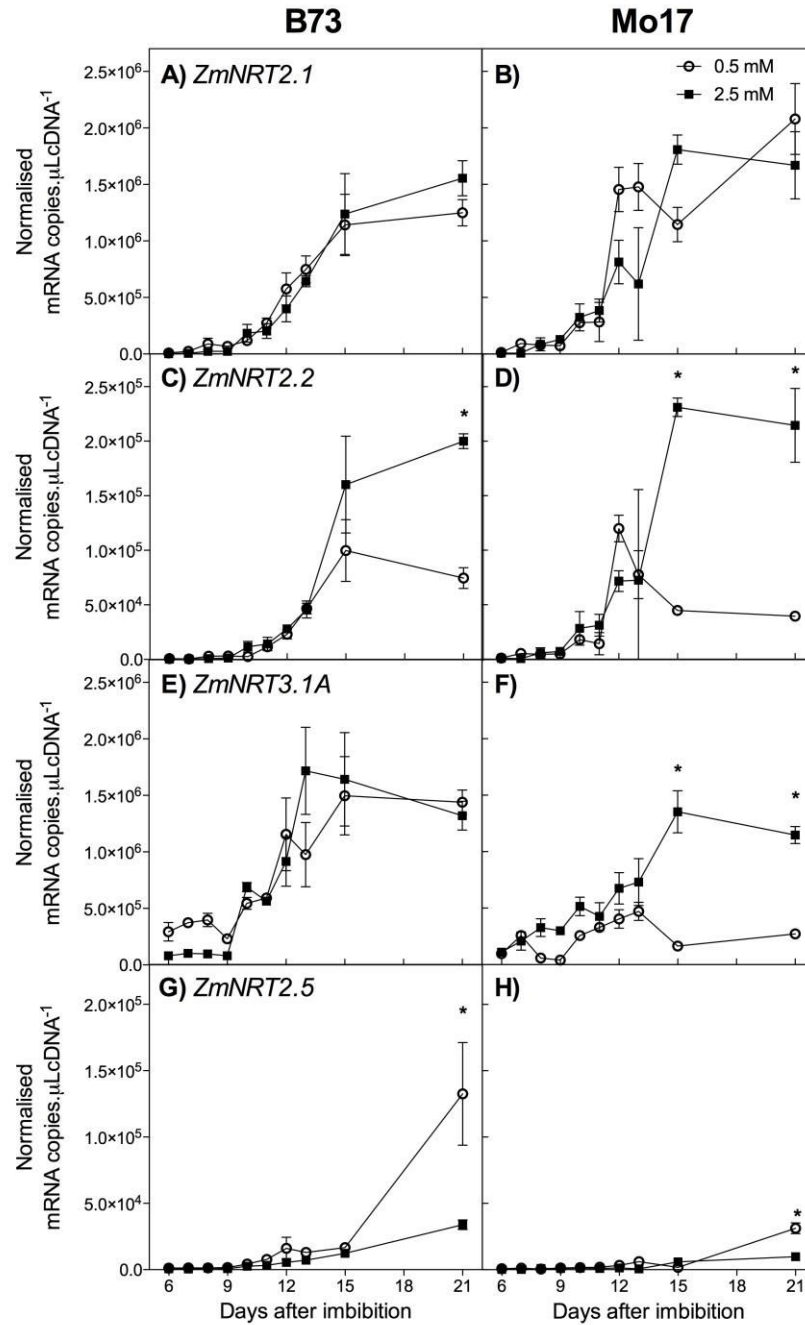 B73 Mo17
A) ZmNRT2.1
B)
0.5 mM
2.5 mM
Normalised
mRNA copies.µLcDNA⁻¹
2.5×10⁶
2.0×10⁶
1.5×10⁶
1.0×10⁶
5.0×10⁵
0.0
C) ZmNRT2.2
D)
*
*
*
Normalised
mRNA copies.µLcDNA⁻¹
2.5×10⁵
2.0×10⁵
1.5×10⁵
1.0×10⁵
5.0×10⁴
0.0
E) ZmNRT3.1A
F)
*
*
Normalised
mRNA copies.µLcDNA⁻¹
2.5×10⁶
2.0×10⁶
1.5×10⁶
1.0×10⁶
5.0×10⁵
0.0
G) ZmNRT2.5
H)
*
*
Normalised
mRNA copies.µLcDNA⁻¹
2.0×10⁵
1.5×10⁵
1.0×10⁵
5.0×10⁴
0.0
6 9 12 15 18 21 6 9 12 15 18 21
Days after imbibition Days after imbibition